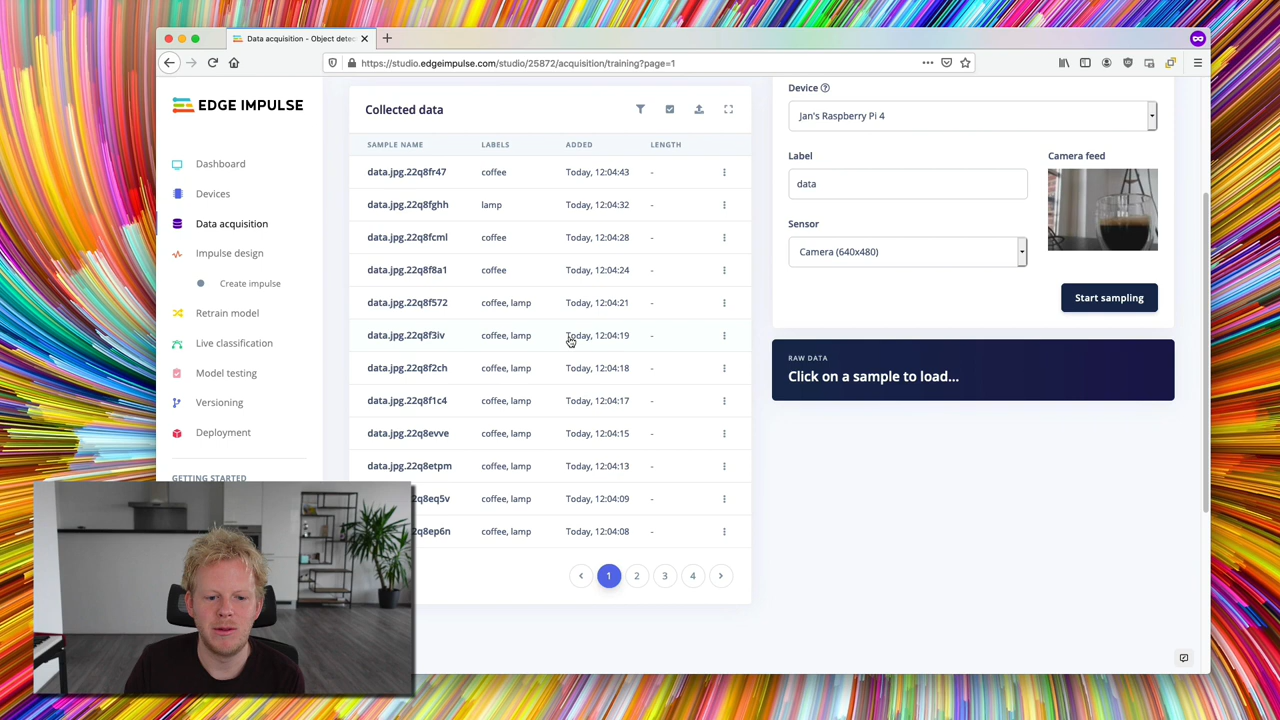 Data acquisition - Object detec
https://studio.edgeimpulse.com/studio/25872/acquisition/training?page=1
EDGE IMPULSE
Dashboard
Devices
Data acquisition
Impulse design
Create impulse
Retrain model
Live classification
Model testing
Versioning
Deployment
GETTING STARTED
Collected data
SAMPLE NAME LABELS ADDED LENGTH
data.jpg.22q8fr47 coffee Today, 12:04:43 -
data.jpg.22q8fghh lamp Today, 12:04:32 -
data.jpg.22q8fcml coffee Today, 12:04:28 -
data.jpg.22q8f8a1 coffee Today, 12:04:24 -
data.jpg.22q8f572 coffee, lamp Today, 12:04:21 -
data.jpg.22q8f3iv coffee, lamp Today, 12:04:19 -
data.jpg.22q8f2ch coffee, lamp Today, 12:04:18 -
data.jpg.22q8f1c4 coffee, lamp Today, 12:04:17 -
data.jpg.22q8evve coffee, lamp Today, 12:04:15 -
data.jpg.22q8etpm coffee, lamp Today, 12:04:13 -
2q8eq5v coffee, lamp Today, 12:04:09 -
2q8ep6n coffee, lamp Today, 12:04:08 -
1 2 3 4
Device
Jan's Raspberry Pi 4
Label
data
Camera feed
Sensor
Camera (640x480)
Start sampling
RAW DATA
Click on a sample to load...